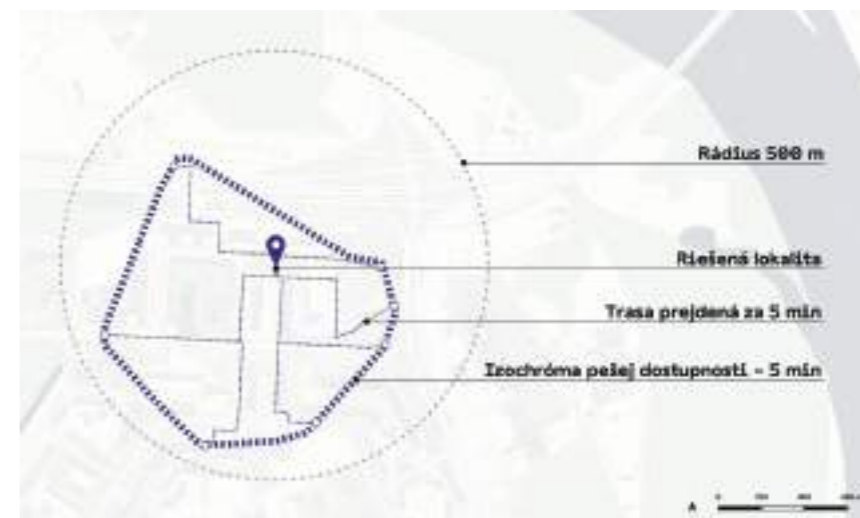 Rádius 500 m
Riešená lokalita
Trasa prejdená za 5 min
Izochróma pešej dostupnosti - 5 min
A